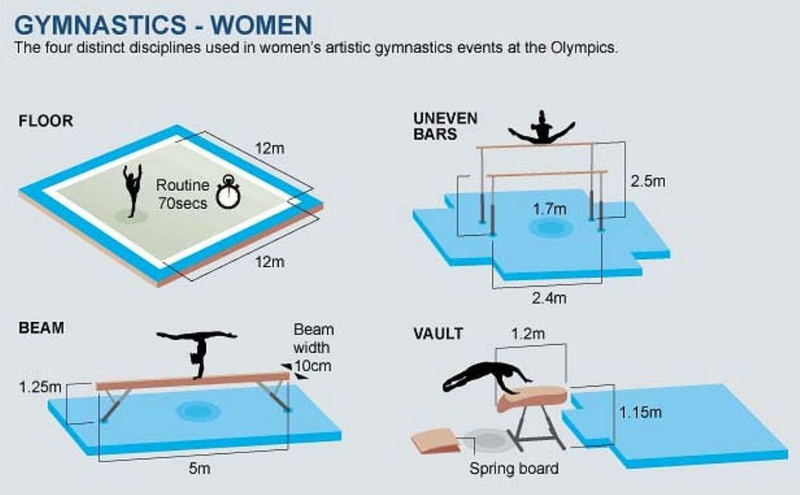 GYMNASTICS - WOMEN
The four distinct disciplines used in women's artistic gymnastics events at the Olympics.
FLOOR
12m
Routine
70secs
12m
UNEVEN
BARS
2.5m
1.7m
2.4m
BEAM
Beam
width
10cm
1.25m
5m
VAULT
1.2m
1.15m
Spring board